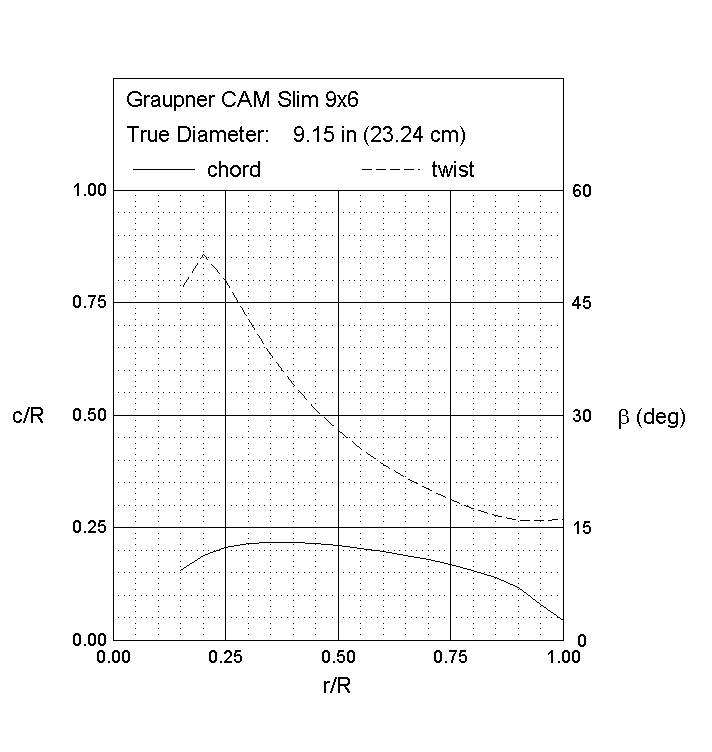 Graupner CAM Slim 9x6
True Diameter: 9.15 in (23.24 cm)
chord twist
1.00 60
0.75 45
c/R 0.50 30 β (deg)
0.25 15
0.00 0
0.00 0.25 0.50 0.75 1.00
r/R